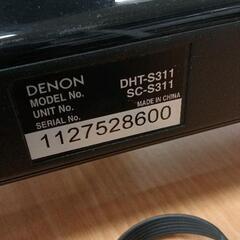 DENON
MODEL No. DHT-S311
UNIT No. SC-S311
SERIAL No. MADE IN CHINA
1127528600